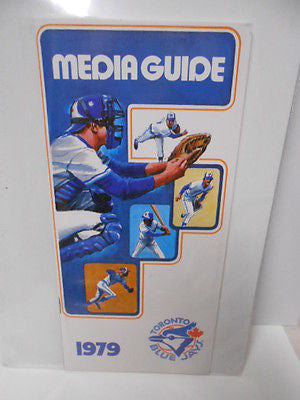 MEDIA GUIDE
1979
TORONTO
BLUE JAYS